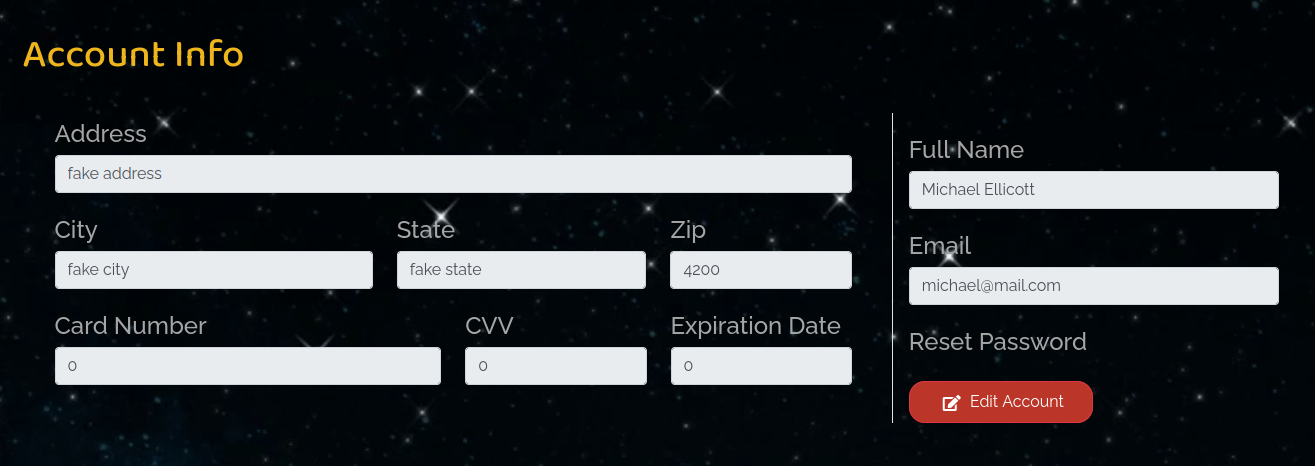 Account Info
Address
fake address
City State Zip
fake city fake state 4200
Card Number CVV Expiration Date
0 0 0
Full Name
Michael Ellicott
Email
michael@mail.com
Reset Password
Edit Account